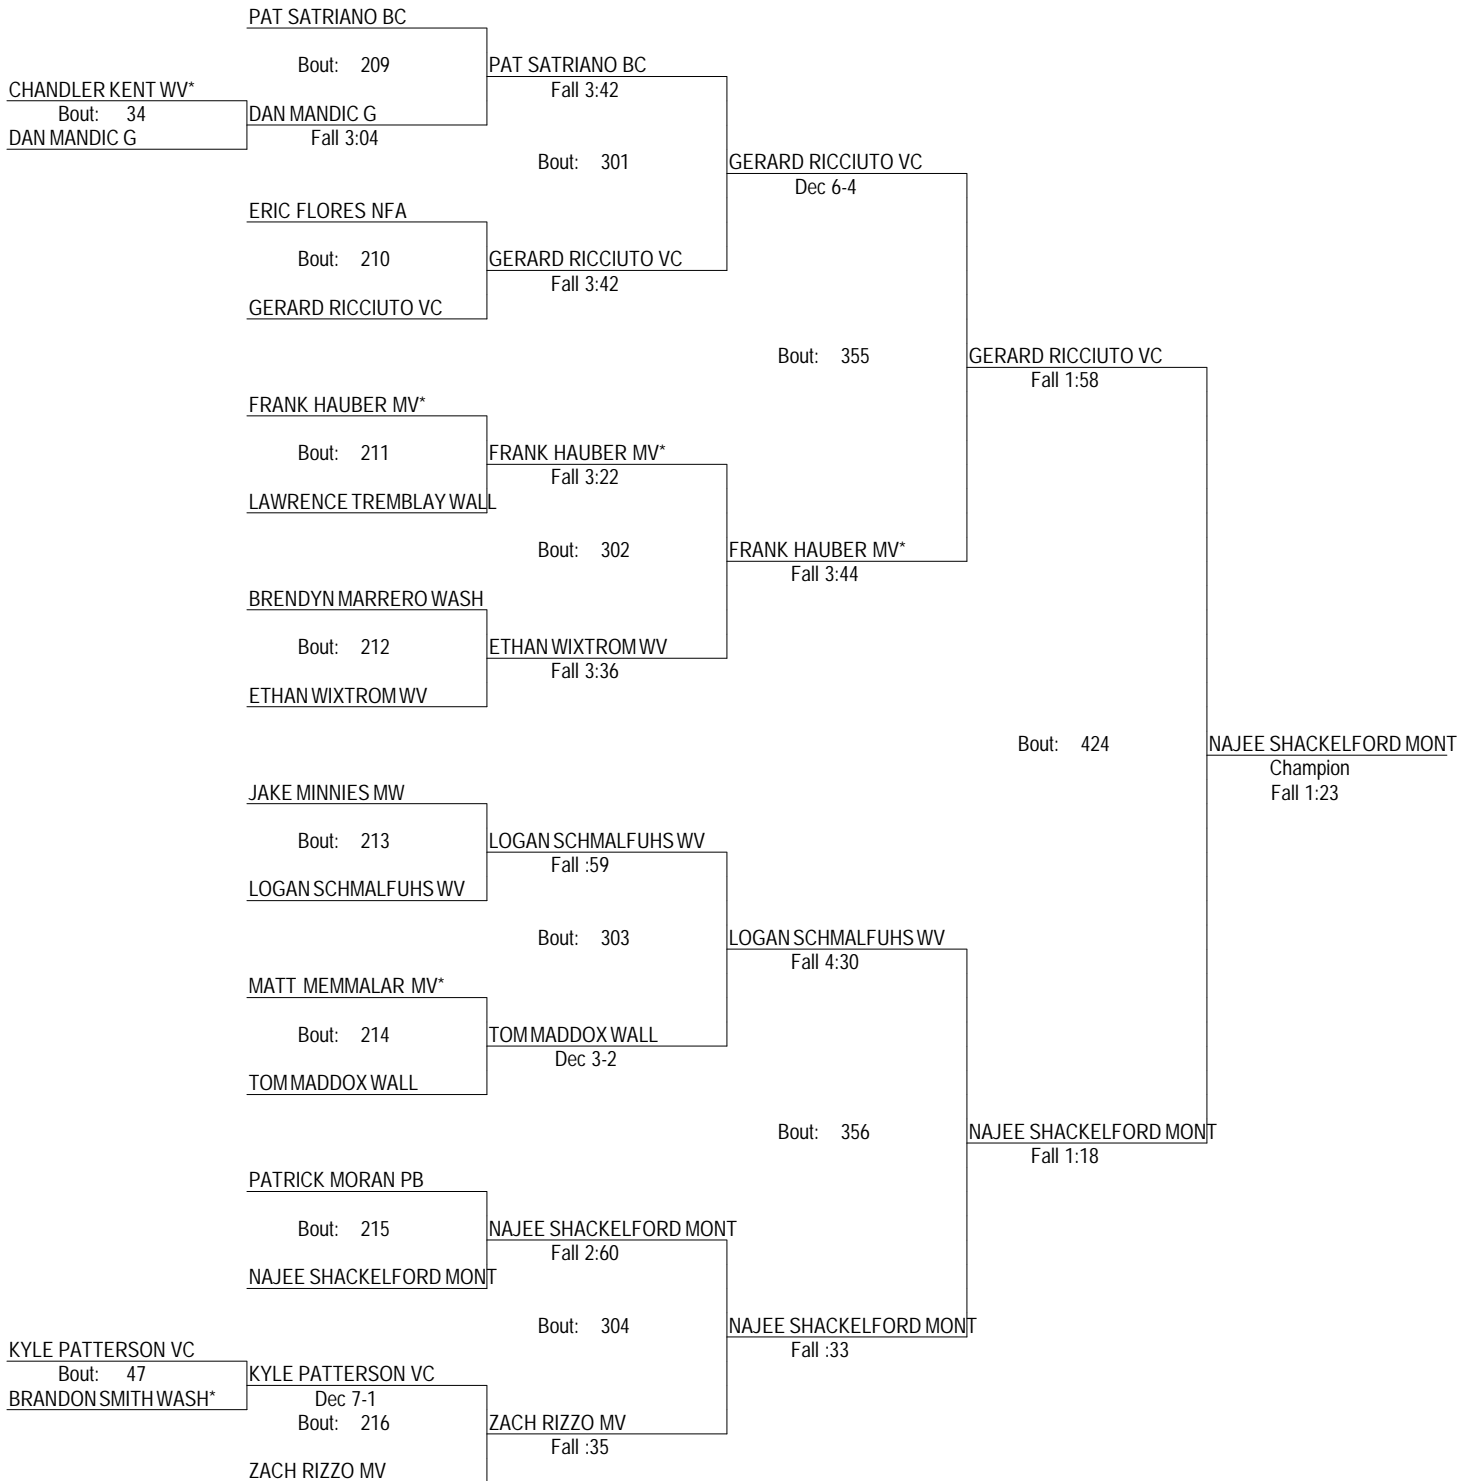 PAT SATRIANO BC
Bout: 209
PAT SATRIANO BC
Fall 3:42
CHANDLER KENT WV*
Bout: 34
DAN MANDIC G
DAN MANDIC G
Fall 3:04
Bout: 301
GERARD RICCIUTO VC
Dec 6-4
ERIC FLORES NFA
Bout: 210
GERARD RICCIUTO VC
Fall 3:42
GERARD RICCIUTO VC
Bout: 355
GERARD RICCIUTO VC
Fall 1:58
FRANK HAUBER MV*
Bout: 211
FRANK HAUBER MV*
Fall 3:22
LAWRENCE TREMBLAY WALL
Bout: 302
FRANK HAUBER MV*
Fall 3:44
BRENDYN MARRERO WASH
Bout: 212
ETHAN WIXTROM WV
Fall 3:36
ETHAN WIXTROM WV
Bout: 424
NAJEE SHACKELFORD MONT
Champion
Fall 1:23
JAKE MINNIES MW
Bout: 213
LOGAN SCHMALFUHS WV
Fall :59
LOGAN SCHMALFUHS WV
Bout: 303
LOGAN SCHMALFUHS WV
Fall 4:30
MATT MEMMALAR MV*
Bout: 214
TOM MADDOX WALL
Dec 3-2
TOM MADDOX WALL
Bout: 356
NAJEE SHACKELFORD MONT
Fall 1:18
PATRICK MORAN PB
Bout: 215
NAJEE SHACKELFORD MONT
Fall 2:60
NAJEE SHACKELFORD MONT
Bout: 304
NAJEE SHACKELFORD MONT
Fall :33
KYLE PATTERSON VC
Bout: 47
BRANDON SMITH WASH*
KYLE PATTERSON VC
Dec 7-1
Bout: 216
ZACH RIZZO MV
Fall :35
ZACH RIZZO MV